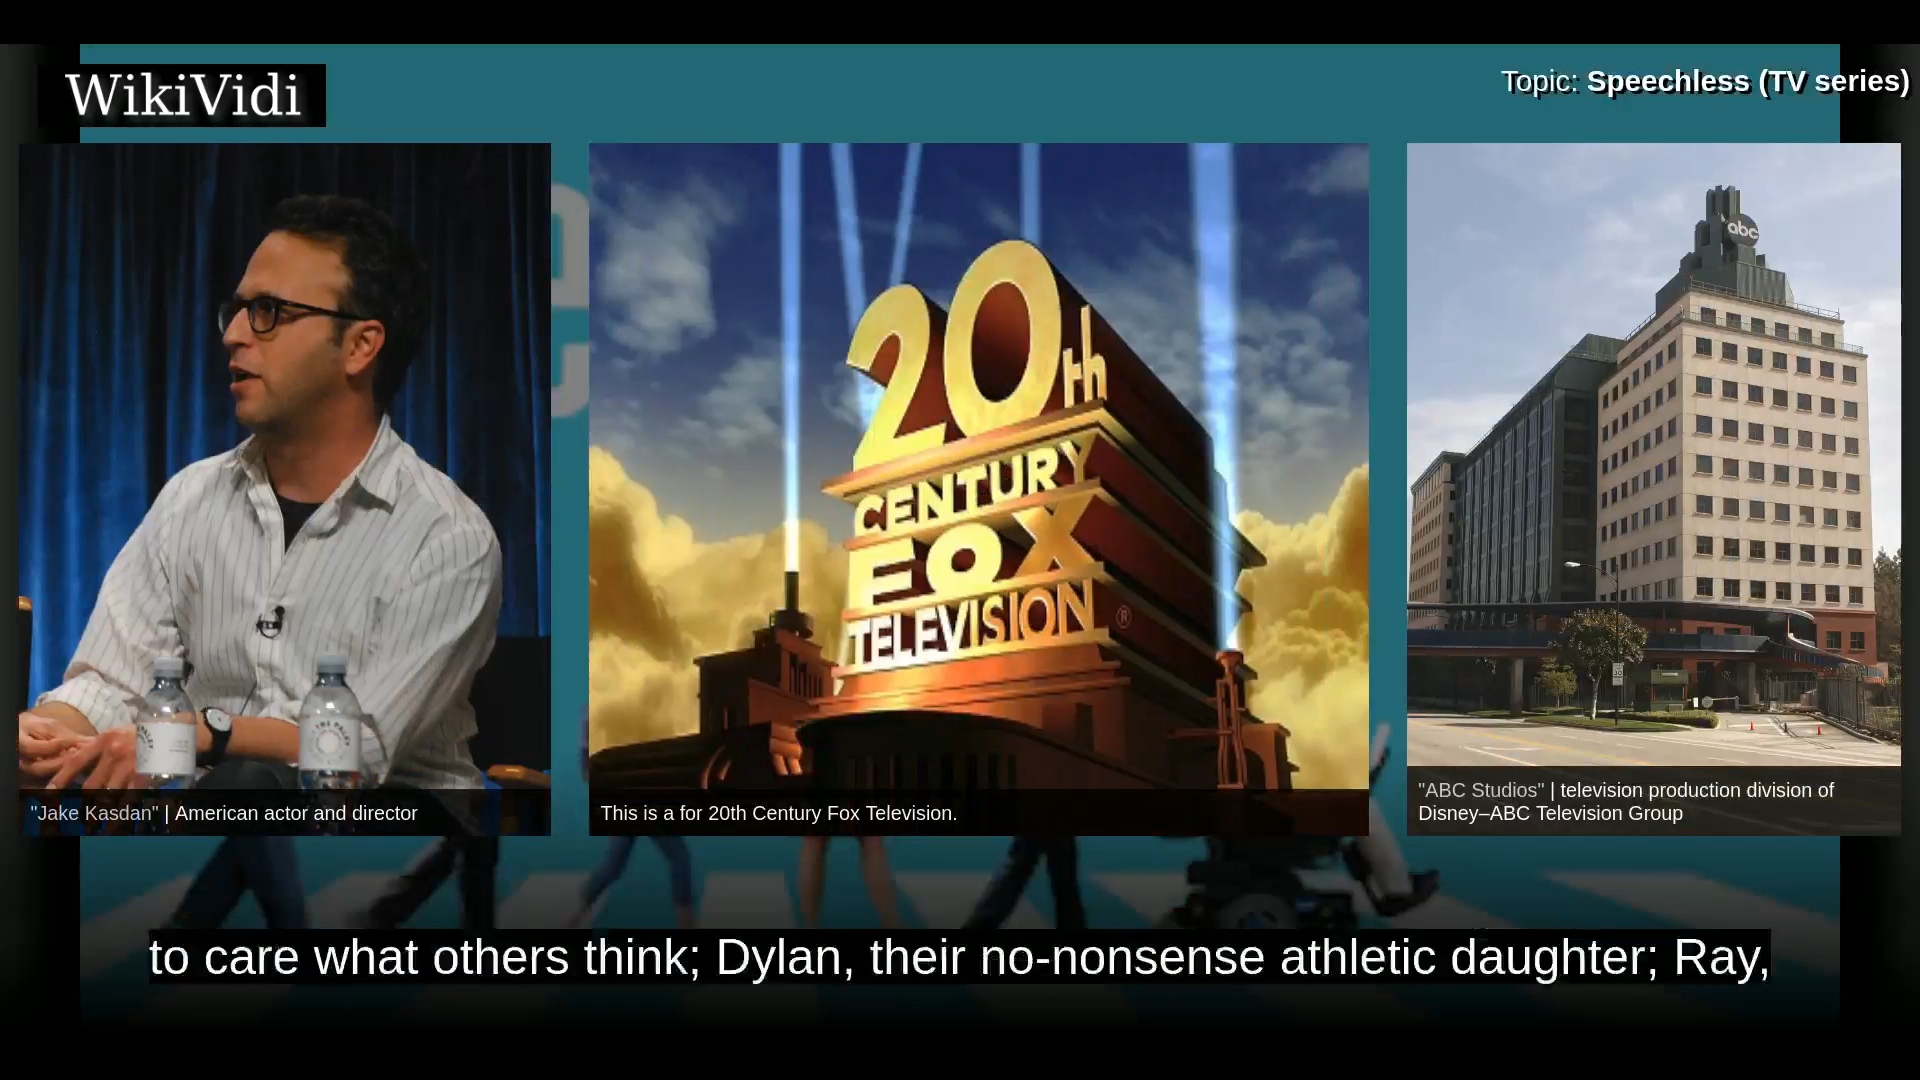 WikiVidi
Topic: Speechless (TV series)
abc
20th
CENTURY
FOX
TELEVISION
®
"Jake Kasdan" | American actor and director
This is a for 20th Century Fox Television.
"ABC Studios" | television production division of
Disney–ABC Television Group
to care what others think; Dylan, their no-nonsense athletic daughter; Ray,